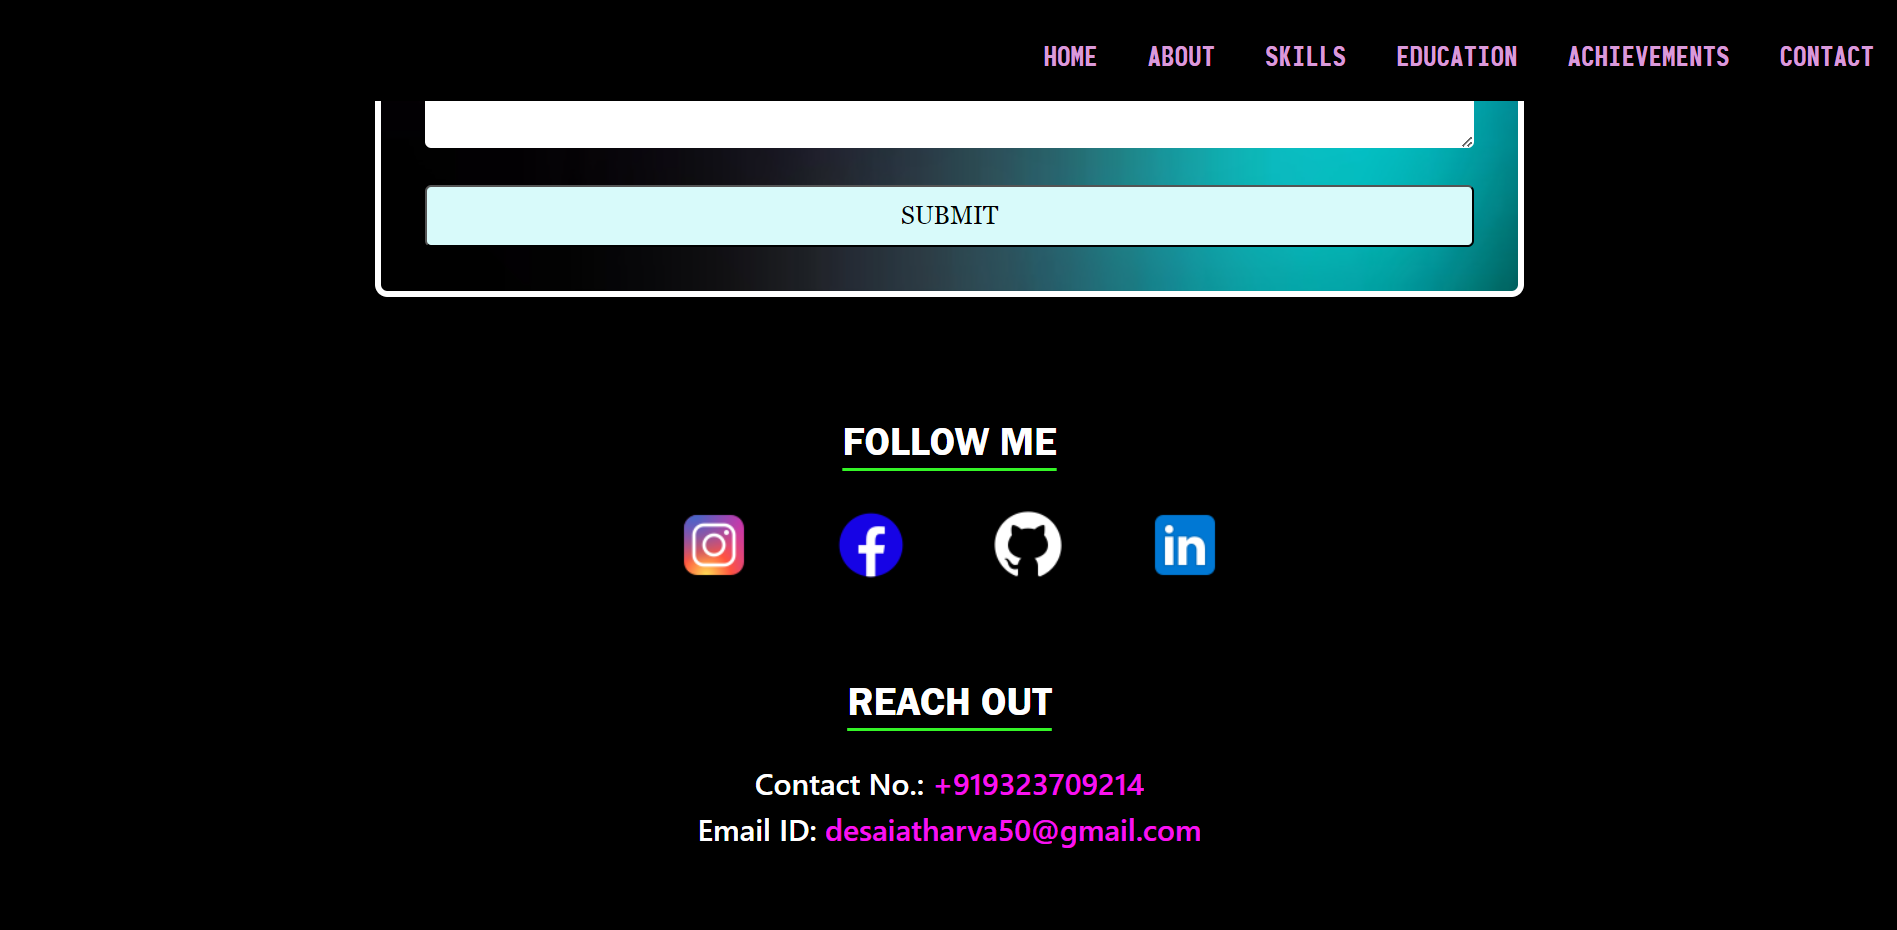 HOME ABOUT SKILLS EDUCATION ACHIEVEMENTS CONTACT
SUBMIT
FOLLOW ME
in
REACH OUT
Contact No.: +919323709214
Email ID: desaiatharva50@gmail.com